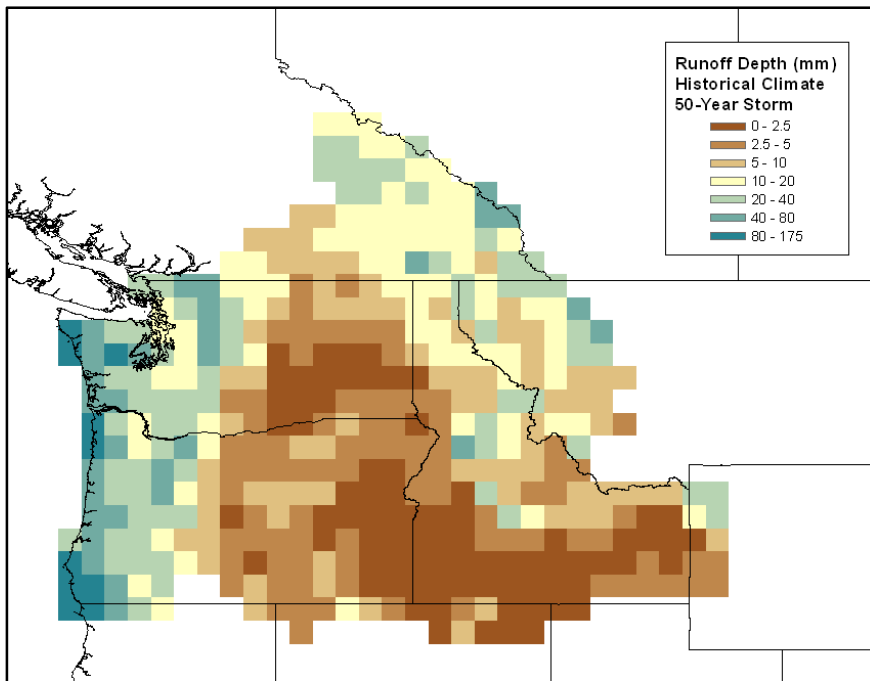 Runoff Depth (mm)
Historical Climate
50-Year Storm
0 - 2.5
2.5 - 5
5 - 10
10 - 20
20 - 40
40 - 80
80 - 175